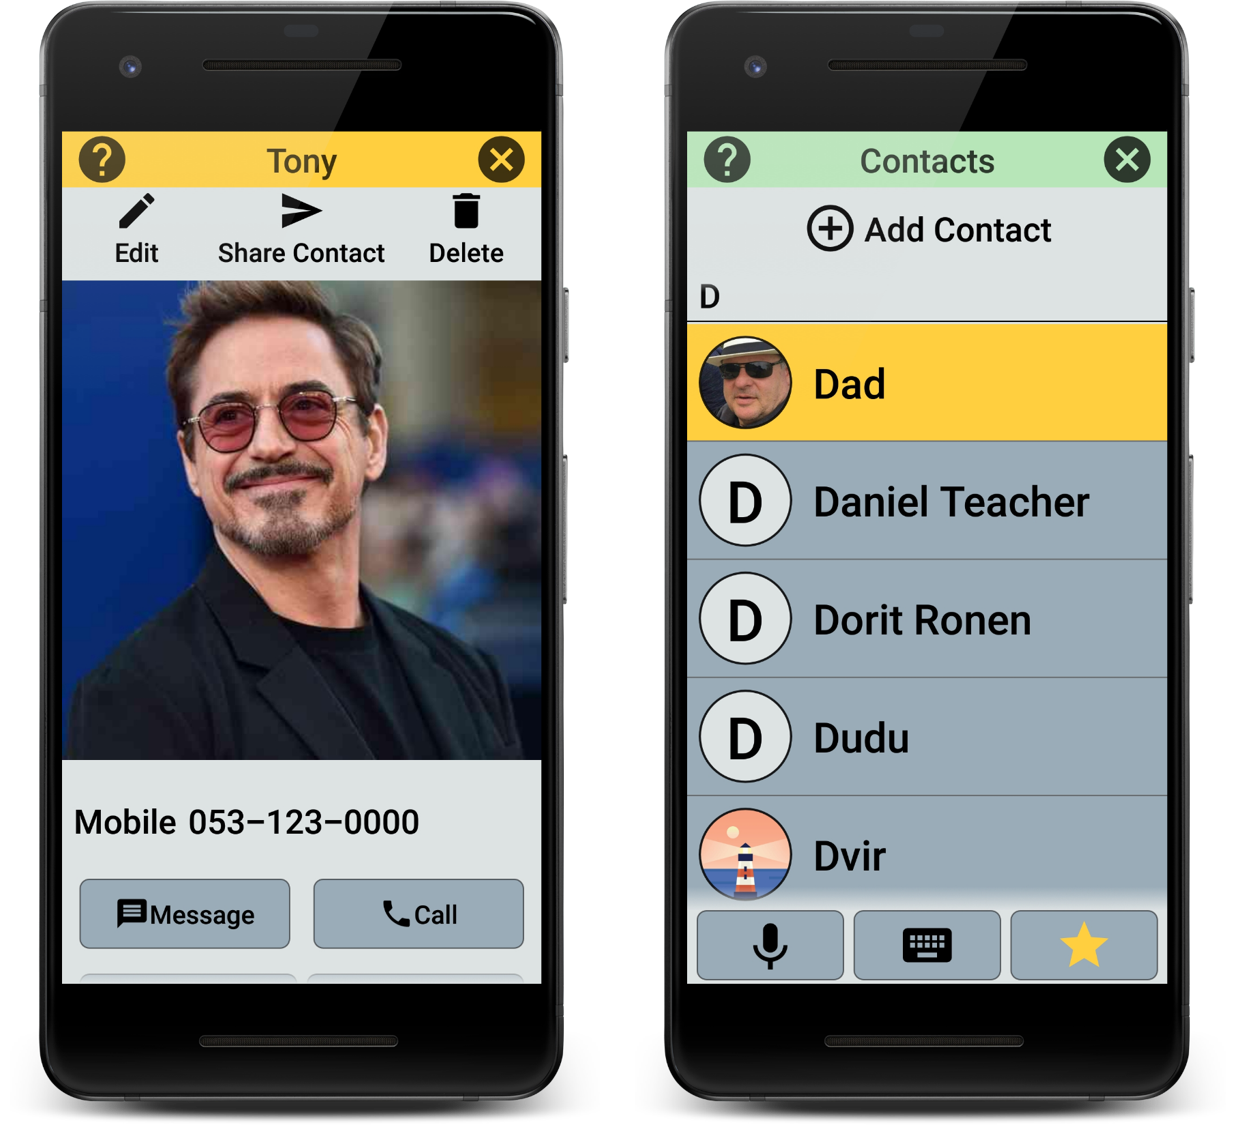 Tony
Edit
Share Contact
Delete
Mobile 053–123–0000
Message
Call
Contacts
Add Contact
D
Dad
D
Daniel Teacher
D
Dorit Ronen
D
Dudu
Dvir